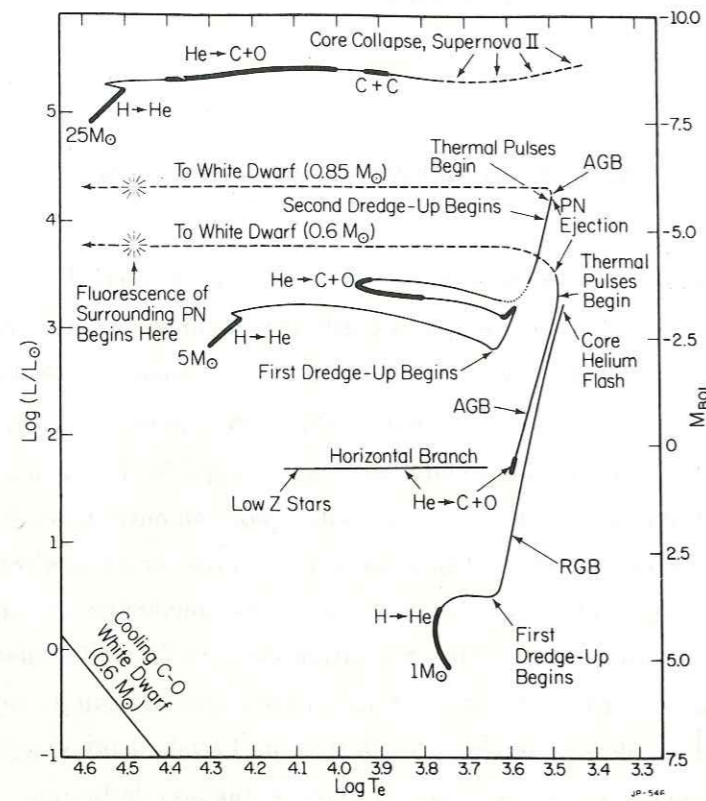 -10.0
He→C+O
Core Collapse, Supernova II
C+C
5
H→He
25M⊙
-7.5
Thermal Pulses
Begin
AGB
To White Dwarf (0.85 M⊙)
Second Dredge-Up Begins
PN
Ejection
4
To White Dwarf (0.6 M⊙)
-5.0
Thermal
Pulses
Begin
He→C+O
Fluorescence of
Surrounding PN
Begins Here
3
H→He
5M⊙
Core
Helium
Flash
-2.5
First Dredge-Up Begins
Log (L/L⊙)
MBOL
AGB
2
0
Horizontal Branch
Low Z Stars
He→C+O
1
RGB
2.5
H→He
0
Cooling C-O
White Dwarf
(0.6 M⊙)
1M⊙
First
Dredge-Up
Begins
5.0
-1
7.5
4.6 4.5 4.4 4.3 4.2 4.1 4.0 3.9 3.8 3.7 3.6 3.5 3.4 3.3
Log Te
JP-546